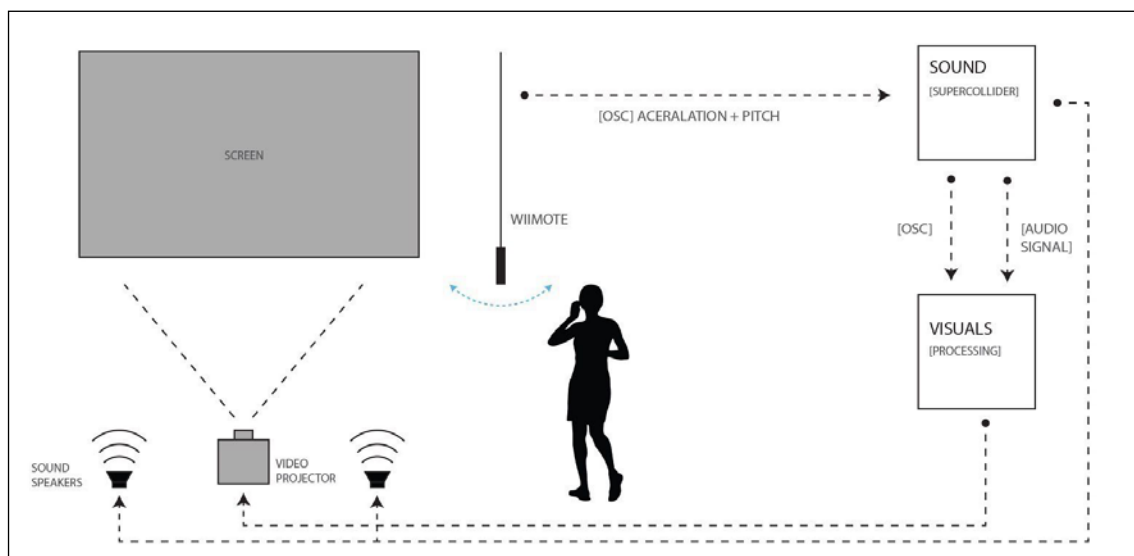 SCREEN
WIIMOTE
[OSC] ACERALATION + PITCH
SOUND
[SUPERCOLLIDER]
[OSC]
[AUDIO
SIGNAL]
VISUALS
[PROCESSING]
SOUND
SPEAKERS
VIDEO
PROJECTOR